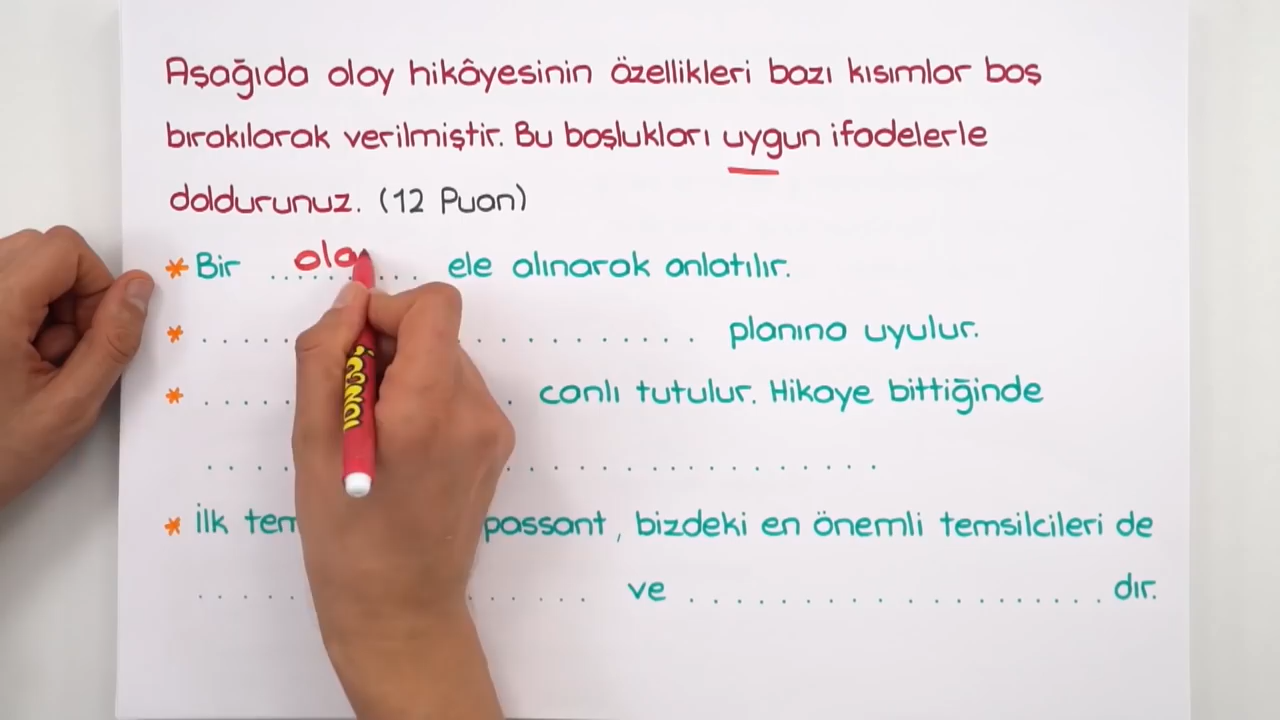 Aşağıda olay hikâyesinin özellikleri bazı kısımlar boş
bırakılarak verilmiştir. Bu boşlukları uygun ifadelerle
doldurunuz. (12 Puan)
* Bir ola ele alınarak anlatılır.
* . . . . . . . . . . . . planına uyulur.
* . . . . . canlı tutulur. Hikaye bittiğinde
. . . . . . . . . . . . . . . . .
* İlk passant, bizdeki en önemli temsilcileri de
. . . . . . . . ve . . . . . . . . . . . . . . dır.